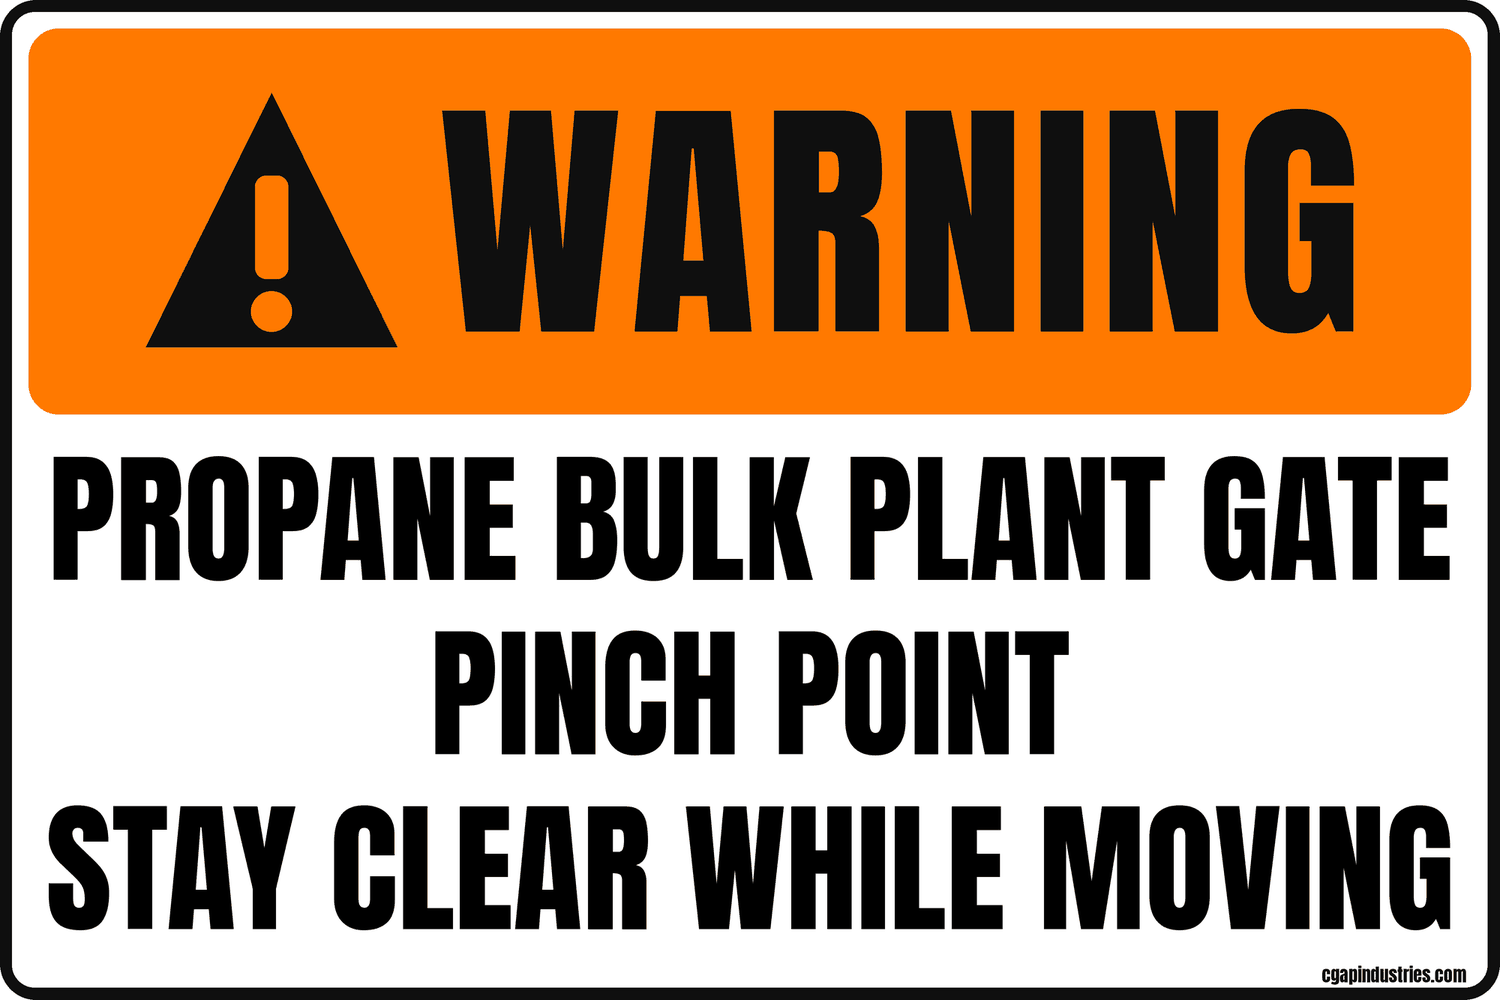 WARNING
PROPANE BULK PLANT GATE
PINCH POINT
STAY CLEAR WHILE MOVING
cgapindustries.com